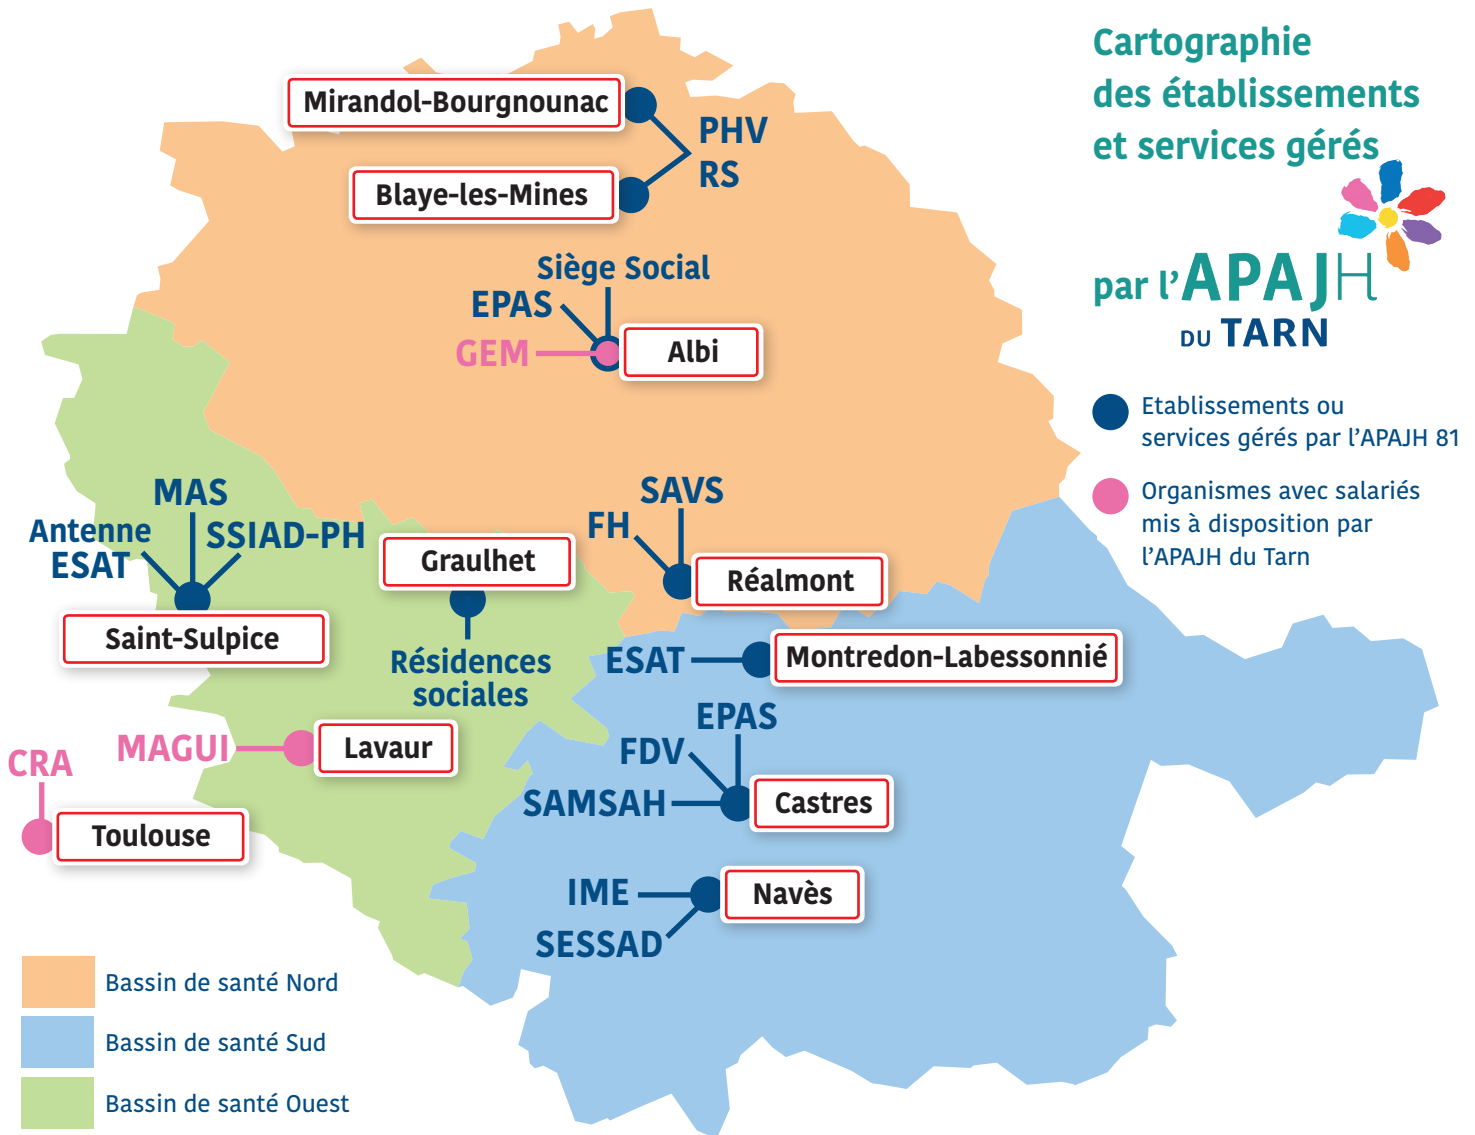 Cartographie
des établissements
et services gérés
par l'APAJH
DU TARN
Etablissements ou
services gérés par l'APAJH 81
Organismes avec salariés
mis à disposition par
l'APAJH du Tarn
Mirandol-Bourgnounac
PHV
RS
Blaye-les-Mines
Siège Social
EPAS
GEM
Albi
MAS
Antenne
ESAT
SSIAD-PH
Saint-Sulpice
Graulhet
Résidences
sociales
SAVS
FH
Réalmont
ESAT
Montredon-Labessonnié
MAGUI
Lavaur
CRA
Toulouse
EPAS
FDV
SAMSAH
Castres
IME
SESSAD
Navès
Bassin de santé Nord
Bassin de santé Sud
Bassin de santé Ouest